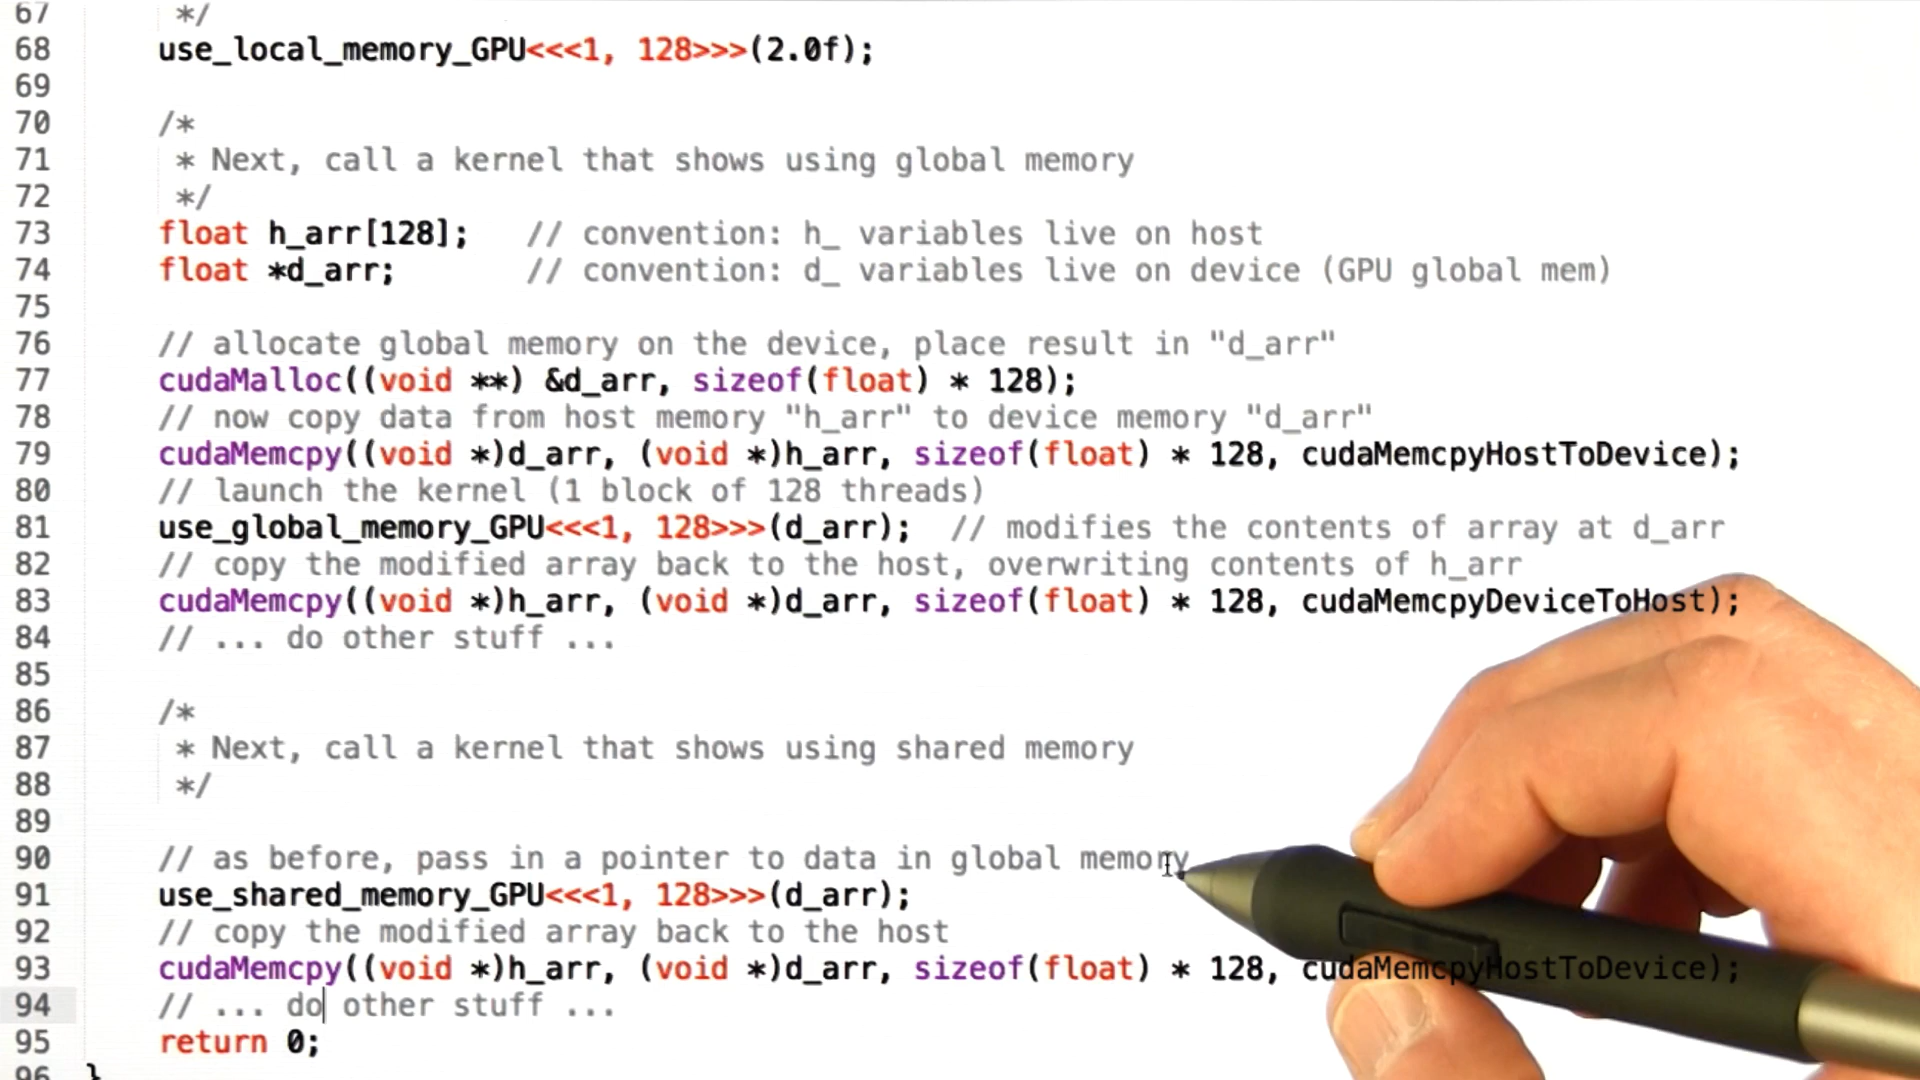 67 */
68 use_local_memory_GPU<<<1, 128>>>(2.0f);
69
70 /*
71 * Next, call a kernel that shows using global memory
72 */
73 float h_arr[128]; // convention: h_ variables live on host
74 float *d_arr; // convention: d_ variables live on device (GPU global mem)
75
76 // allocate global memory on the device, place result in "d_arr"
77 cudaMalloc((void **) &d_arr, sizeof(float) * 128);
78 // now copy data from host memory "h_arr" to device memory "d_arr"
79 cudaMemcpy((void *)d_arr, (void *)h_arr, sizeof(float) * 128, cudaMemcpyHostToDevice);
80 // launch the kernel (1 block of 128 threads)
81 use_global_memory_GPU<<<1, 128>>>(d_arr); // modifies the contents of array at d_arr
82 // copy the modified array back to the host, overwriting contents of h_arr
83 cudaMemcpy((void *)h_arr, (void *)d_arr, sizeof(float) * 128, cudaMemcpyDeviceToHost);
84 // ... do other stuff ...
85
86 /*
87 * Next, call a kernel that shows using shared memory
88 */
89
90 // as before, pass in a pointer to data in global memory
91 use_shared_memory_GPU<<<1, 128>>>(d_arr);
92 // copy the modified array back to the host
93 cudaMemcpy((void *)h_arr, (void *)d_arr, sizeof(float) * 128, cudaMemcpyHostToDevice);
94 // ... do other stuff ...
95 return 0;
96 }